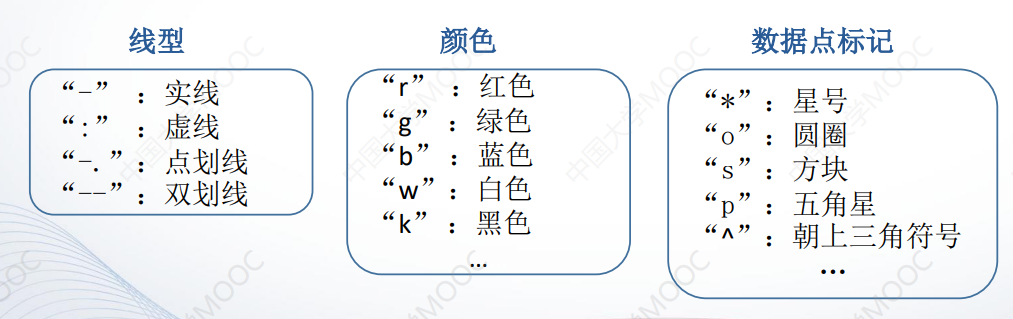 线型
“-” ：实线
“:” ：虚线
“-.”：点划线
“--”：双划线
颜色
“r” ：红色
“g” ：绿色
“b” ：蓝色
“w”：白色
“k” ：黑色
...
数据点标记
“*”：星号
“o”：圆圈
“s”：方块
“p”：五角星
“^”：朝上三角符号
...
中国大学MOOC